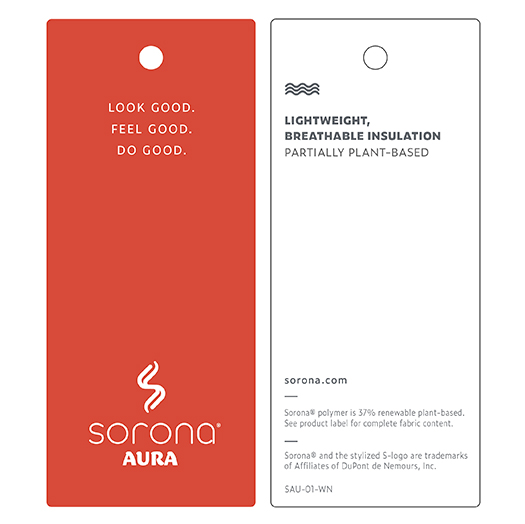 LOOK GOOD.
FEEL GOOD.
DO GOOD.
sorona®
AURA
LIGHTWEIGHT,
BREATHABLE INSULATION
PARTIALLY PLANT-BASED
sorona.com
Sorona® polymer is 37% renewable plant-based.
See product label for complete fabric content.
Sorona® and the stylized S-logo are trademarks
of Affiliates of DuPont de Nemours, Inc.
SAU-01-WN